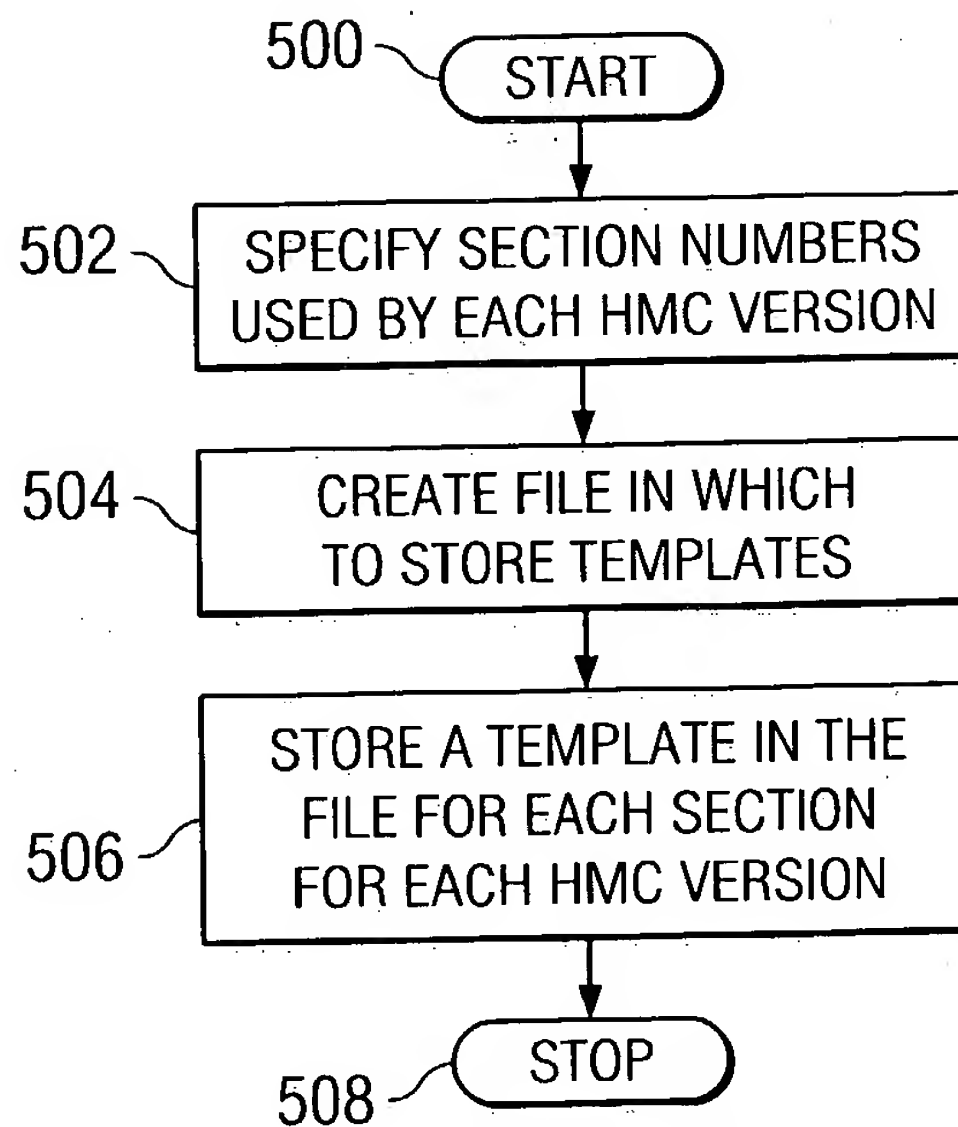 500
START
502
SPECIFY SECTION NUMBERS
USED BY EACH HMC VERSION
504
CREATE FILE IN WHICH
TO STORE TEMPLATES
506
STORE A TEMPLATE IN THE
FILE FOR EACH SECTION
FOR EACH HMC VERSION
508
STOP